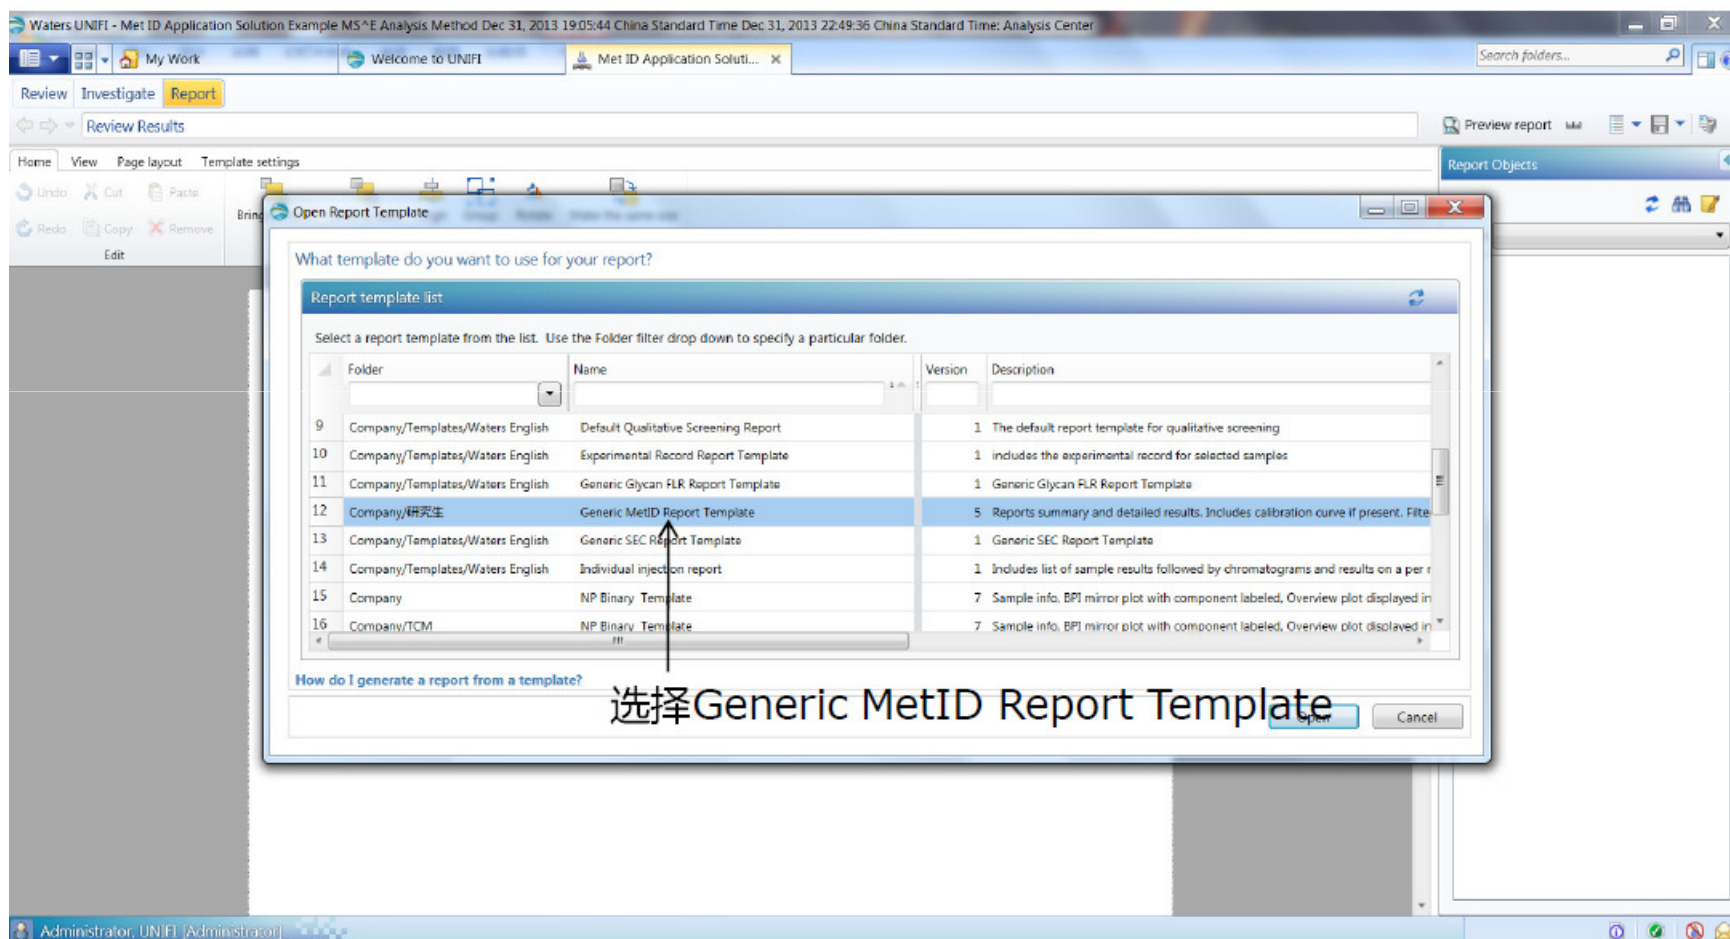 Waters UNIFI - Met ID Application Solution Example MS^E Analysis Method Dec 31, 2013 19:05:44 China Standard Time Dec 31, 2013 22:49:36 China Standard Time: Analysis Center
My Work
Welcome to UNIFI
Met ID Application Soluti...
Search folders...
Review Investigate Report
Review Results
Preview report
Home View Page layout Template settings
Report Objects
Undo Cut Paste
Redo Copy Remove
Bring
Edit
Open Report Template
What template do you want to use for your report?
Report template list
Select a report template from the list. Use the Folder filter drop down to specify a particular folder.
Folder Name Version Description
9 Company/Templates/Waters English Default Qualitative Screening Report 1 The default report template for qualitative screening
10 Company/Templates/Waters English Experimental Record Report Template 1 includes the experimental record for selected samples
11 Company/Templates/Waters English Generic Glycan FLR Report Template 1 Generic Glycan FLR Report Template
12 Company/研究生 Generic MetID Report Template 5 Reports summary and detailed results. Includes calibration curve if present. Filte
13 Company/Templates/Waters English Generic SEC Report Template 1 Generic SEC Report Template
14 Company/Templates/Waters English Individual injection report 1 Includes list of sample results followed by chromatograms and results on a per r
15 Company NP Binary Template 7 Sample info, BPI mirror plot with component labeled, Overview plot displayed in
16 Company/TCM NP Binary Template 7 Sample info, BPI mirror plot with component labeled, Overview plot displayed in
How do I generate a report from a template?
选择Generic MetID Report Template
Open Cancel
Administrator, UNIFI [Administrator]